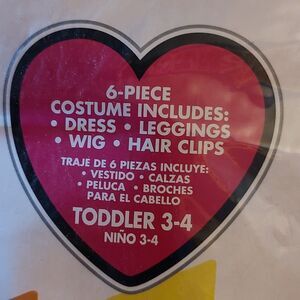 6-PIECE
COSTUME INCLUDES:
• DRESS • LEGGINGS
• WIG • HAIR CLIPS
TRAJE DE 6 PIEZAS INCLUYE:
• VESTIDO • CALZAS
• PELUCA • BROCHES
PARA EL CABELLO
TODDLER 3-4
NIÑO 3-4